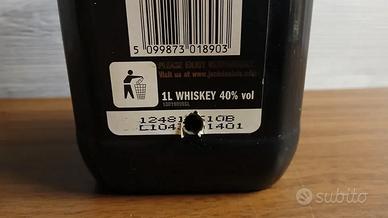 5 099873 018903
PLEASE ENJOY RESPONSIBLY.
Visit us at www.jackdaniels.com
1L WHISKEY 40% vol
subito